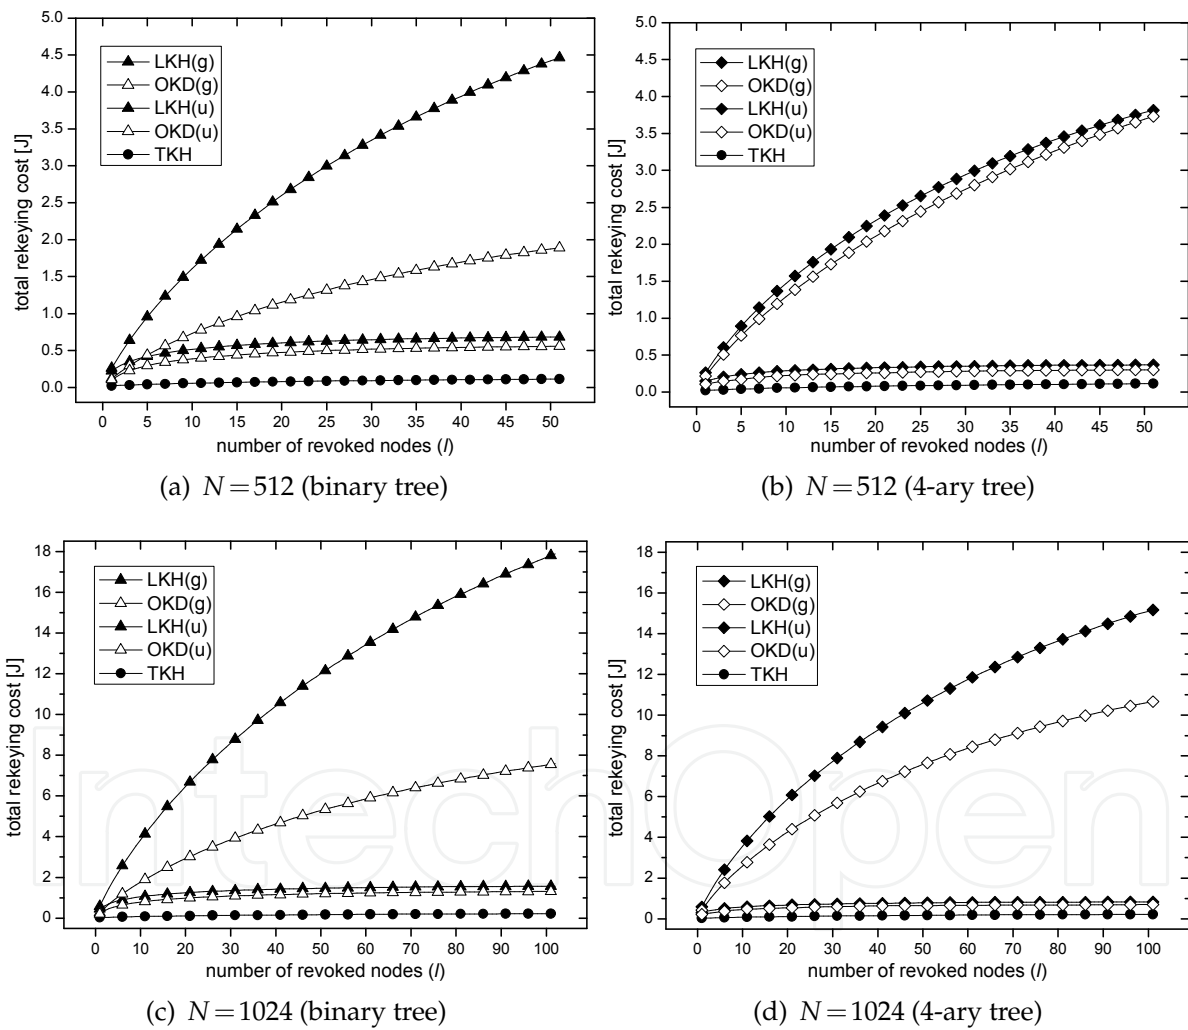 5.0
4.5
4.0
3.5
3.0
2.5
2.0
1.5
1.0
0.5
0.0
total rekeying cost [J]
LKH(g)
OKD(g)
LKH(u)
OKD(u)
TKH
0 5 10 15 20 25 30 35 40 45 50
number of revoked nodes (l)
(a) N=512 (binary tree)
5.0
4.5
4.0
3.5
3.0
2.5
2.0
1.5
1.0
0.5
0.0
total rekeying cost [J]
LKH(g)
OKD(g)
LKH(u)
OKD(u)
TKH
0 5 10 15 20 25 30 35 40 45 50
number of revoked nodes (l)
(b) N=512 (4-ary tree)
18
16
14
12
10
8
6
4
2
0
total rekeying cost [J]
LKH(g)
OKD(g)
LKH(u)
OKD(u)
TKH
0 10 20 30 40 50 60 70 80 90 100
number of revoked nodes (l)
(c) N=1024 (binary tree)
18
16
14
12
10
8
6
4
2
0
total rekeying cost [J]
LKH(g)
OKD(g)
LKH(u)
OKD(u)
TKH
0 10 20 30 40 50 60 70 80 90 100
number of revoked nodes (l)
(d) N=1024 (4-ary tree)
IntechOpen